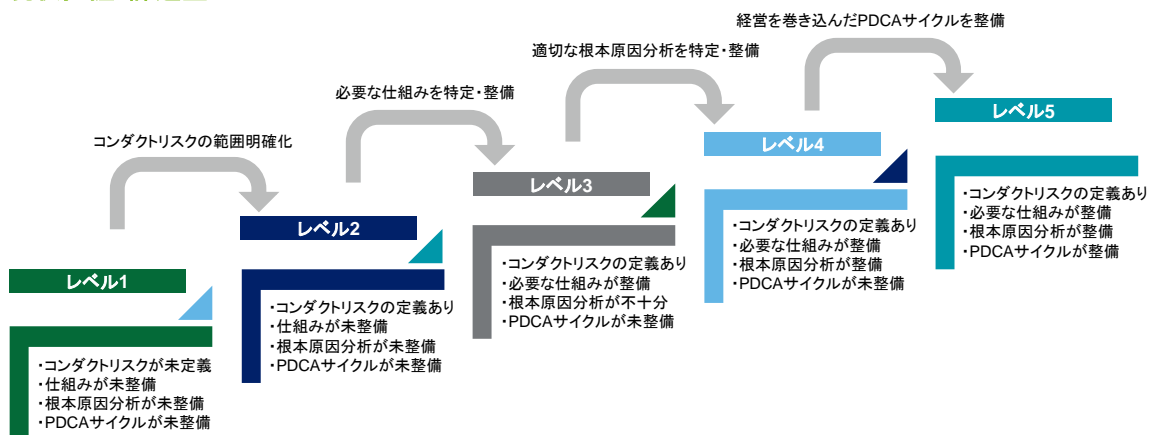 経営を巻き込んだPDCAサイクルを整備
適切な根本原因分析を特定・整備
必要な仕組みを特定・整備
コンダクトリスクの範囲明確化
レベル1
・コンダクトリスクが未定義
・仕組みが未整備
・根本原因分析が未整備
・PDCAサイクルが未整備
レベル2
・コンダクトリスクの定義あり
・仕組みが未整備
・根本原因分析が未整備
・PDCAサイクルが未整備
レベル3
・コンダクトリスクの定義あり
・必要な仕組みが整備
・根本原因分析が不十分
・PDCAサイクルが未整備
レベル4
・コンダクトリスクの定義あり
・必要な仕組みが整備
・根本原因分析が整備
・PDCAサイクルが未整備
レベル5
・コンダクトリスクの定義あり
・必要な仕組みが整備
・根本原因分析が整備
・PDCAサイクルが整備